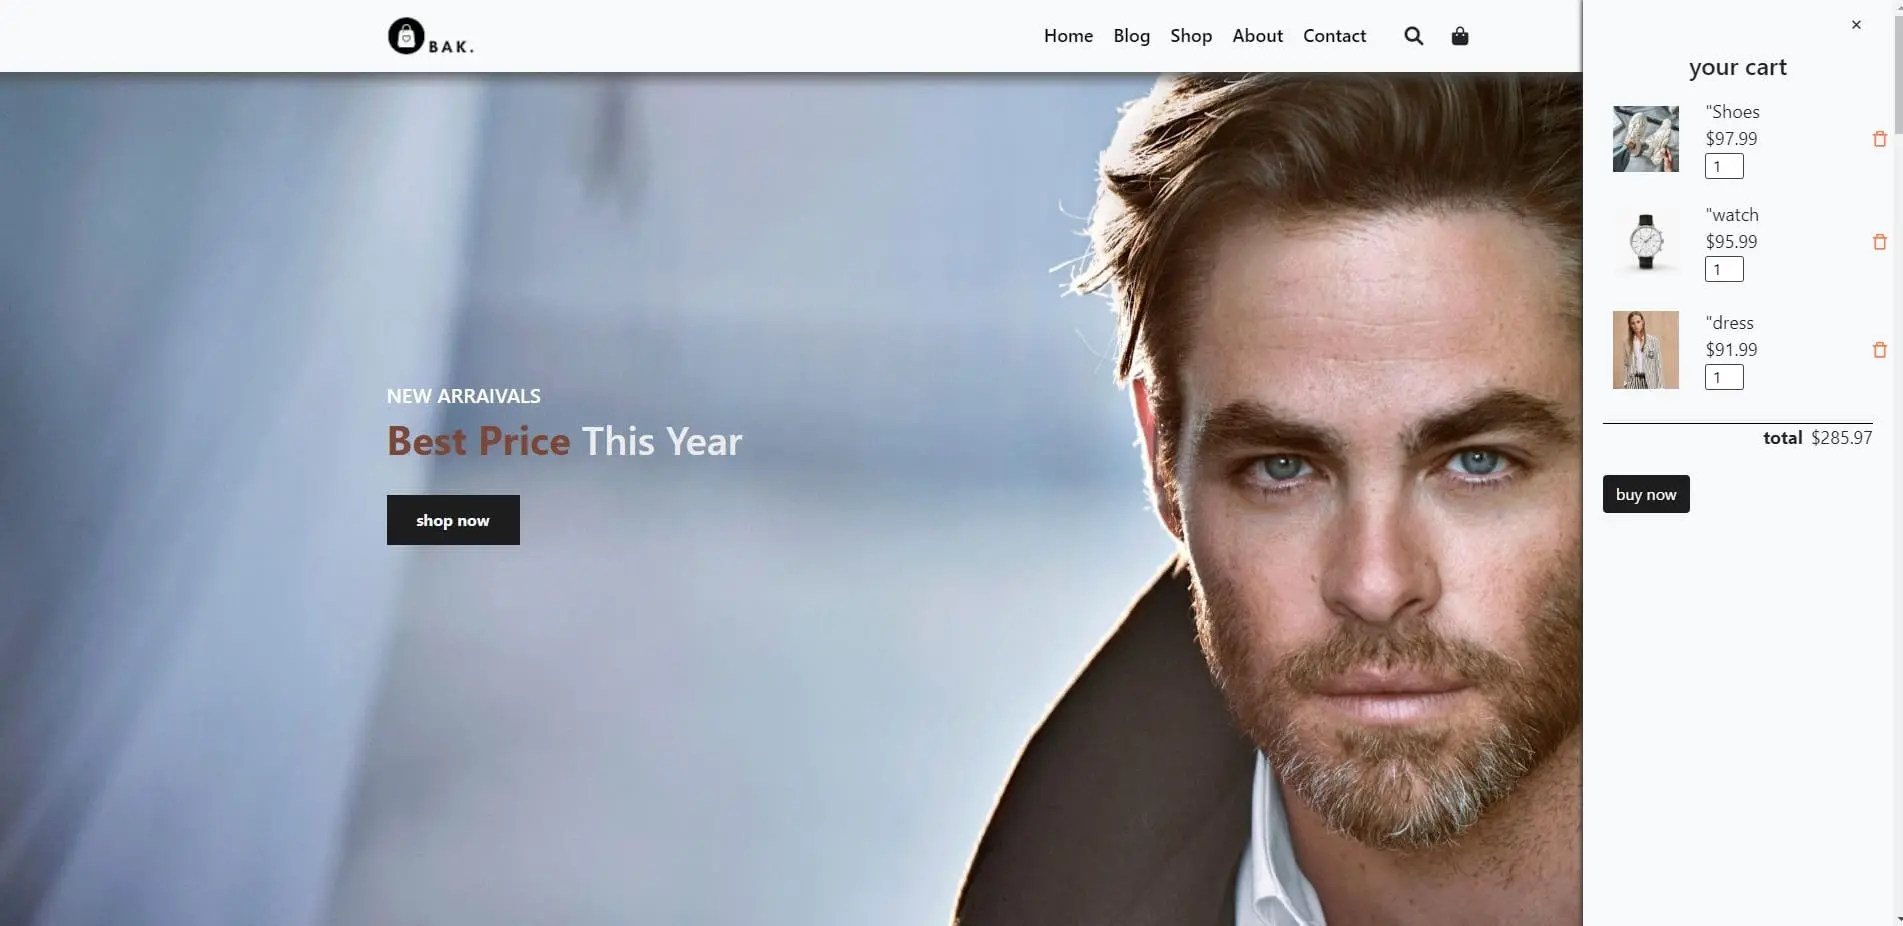 BAK.
Home Blog Shop About Contact
NEW ARRAIVALS
Best Price This Year
shop now
×
your cart
"Shoes
$97.99
1
"watch
$95.99
1
"dress
$91.99
1
total $285.97
buy now